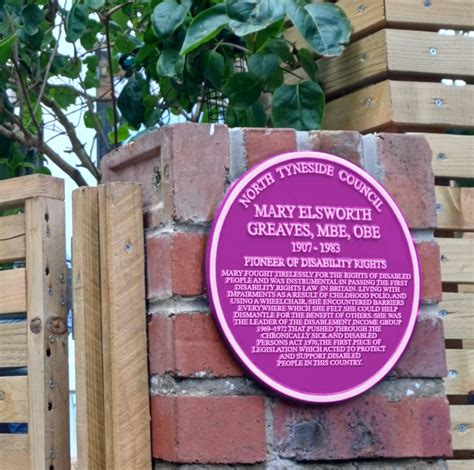 NORTH TYNESIDE COUNCIL
MARY ELSWORTH
GREAVES, MBE, OBE
1907 - 1983
PIONEER OF DISABILITY RIGHTS
MARY FOUGHT TIRELESSLY FOR THE RIGHTS OF DISABLED
PEOPLE AND WAS INSTRUMENTAL IN PASSING THE FIRST
DISABILITY RIGHTS LAW IN BRITAIN. LIVING WITH
IMPAIRMENTS AS A RESULT OF CHILDHOOD POLIO, AND
USING A WHEELCHAIR, SHE ENCOUNTERED BARRIERS
EVERYWHERE WHICH SHE FELT SHE COULD HELP
DISMANTLE FOR THE BENEFIT OF OTHERS. SHE WAS
THE LEADER OF THE DISABLEMENT INCOME GROUP
1969-1972 THAT PUSHED THROUGH THE
CHRONICALLY SICK AND DISABLED
PERSONS ACT 1970, THE FIRST PIECE OF
LEGISLATION WHICH ACTED TO PROTECT
AND SUPPORT DISABLED
PEOPLE IN THIS COUNTRY.